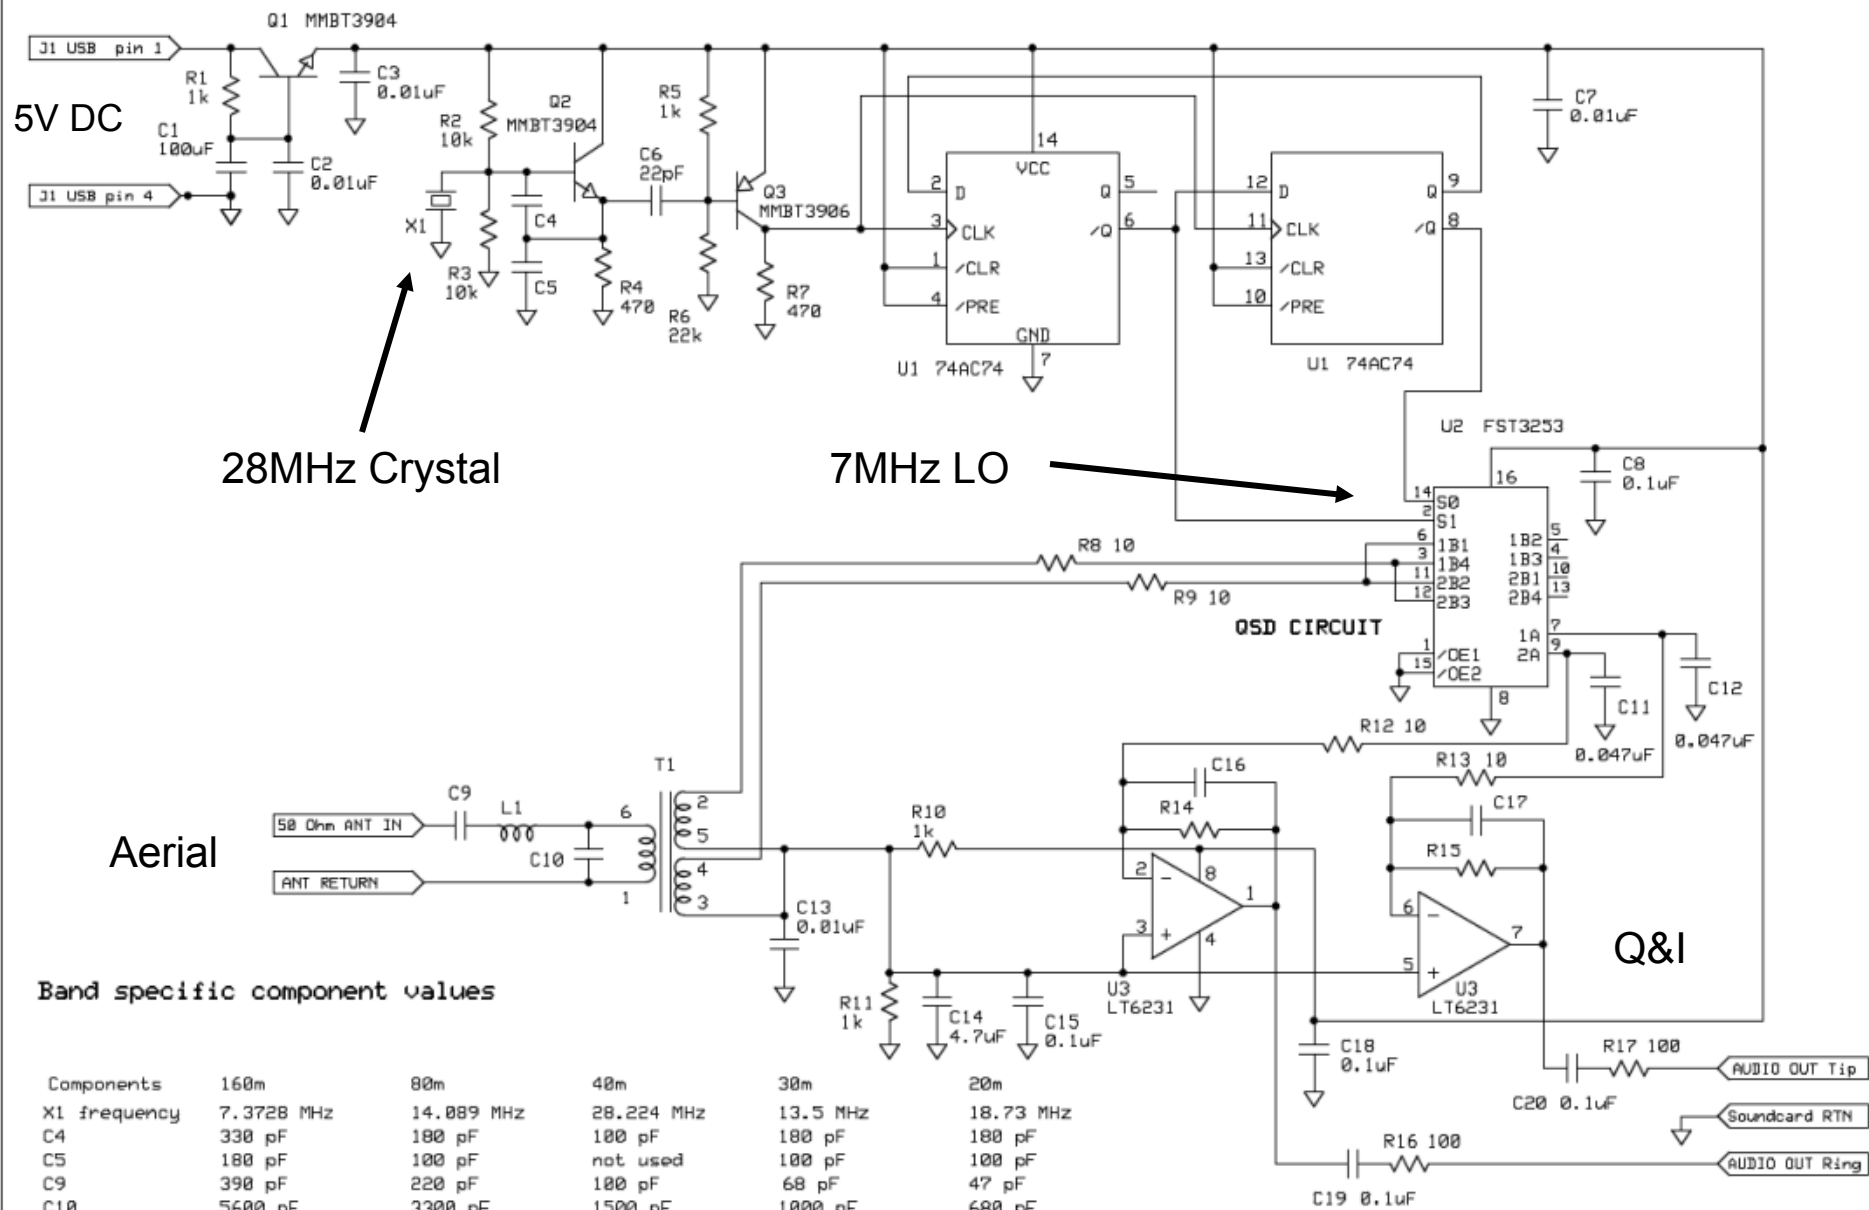 Q1 MMBT3904
J1 USB pin 1
R1
1k
C3
0.01uF
5V DC
C1
100uF
C2
0.01uF
J1 USB pin 4
R2
10k
Q2
MMBT3904
X1
C4
R3
10k
C5
R4
470
C6
22pF
R5
1k
Q3
MMBT3906
R6
22k
R7
470
14
VCC
2
D
Q
5
3
CLK
/Q
6
1
/CLR
4
/PRE
GND
7
U1 74AC74
12
D
Q
9
11
CLK
/Q
8
13
/CLR
10
/PRE
U1 74AC74
C7
0.01uF
28MHz Crystal
7MHz LO
U2 FST3253
16
C8
0.1uF
14
S0
2
S1
6
1B1
3
1B4
11
2B2
12
2B3
1B2
5
1B3
4
2B1
10
2B4
13
1A
7
2A
9
1
/OE1
15
/OE2
8
R8 10
R9 10
QSD CIRCUIT
C11
0.047uF
C12
0.047uF
R12 10
R13 10
C16
R14
C17
R15
T1
C9
L1
6
2
5
4
3
1
50 Ohm ANT IN
C10
ANT RETURN
Aerial
R10
1k
C13
0.01uF
2
-
8
1
3
+
4
U3
LT6231
6
-
7
5
+
U3
LT6231
Q&I
R11
1k
C14
4.7uF
C15
0.1uF
C18
0.1uF
R17 100
AUDIO OUT Tip
C20 0.1uF
Soundcard RTN
R16 100
AUDIO OUT Ring
C19 0.1uF
Band specific component values
Components 160m 80m 40m 30m 20m
X1 frequency 7.3728 MHz 14.089 MHz 28.224 MHz 13.5 MHz 18.73 MHz
C4 330 pF 180 pF 100 pF 180 pF 180 pF
C5 180 pF 100 pF not used 100 pF 100 pF
C9 390 pF 220 pF 100 pF 68 pF 47 pF
C10 5600 pF 3300 pF 1500 pF 1000 pF 680 pF